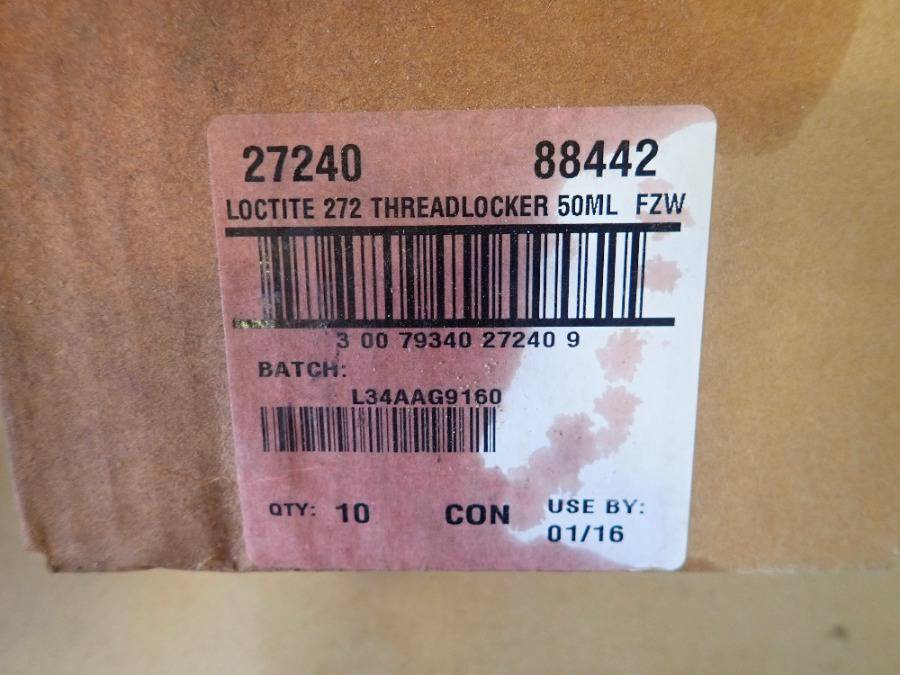 27240 88442
LOCTITE 272 THREADLOCKER 50ML FZW
3 00 79340 27240 9
BATCH:
L34AAG9160
QTY: 10 CON USE BY:
01/16